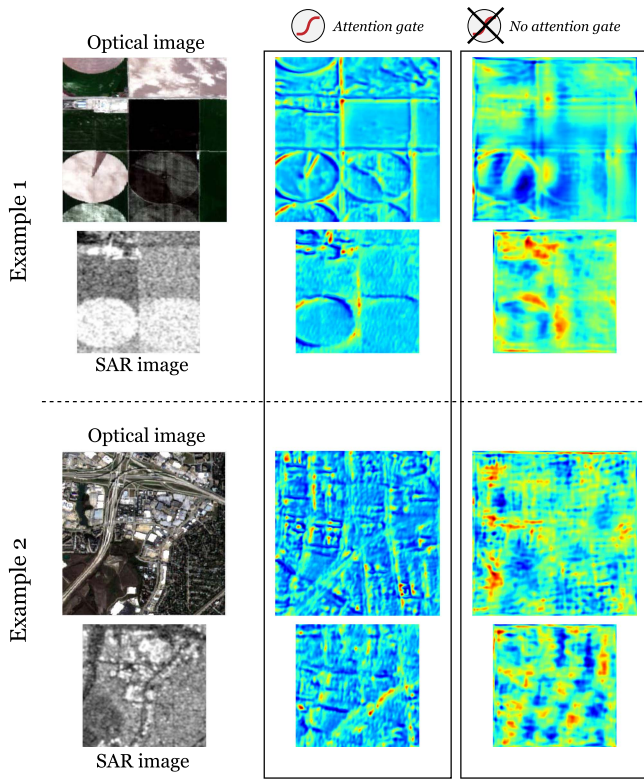 Attention gate
No attention gate
Optical image
Example 1
SAR image
Optical image
Example 2
SAR image